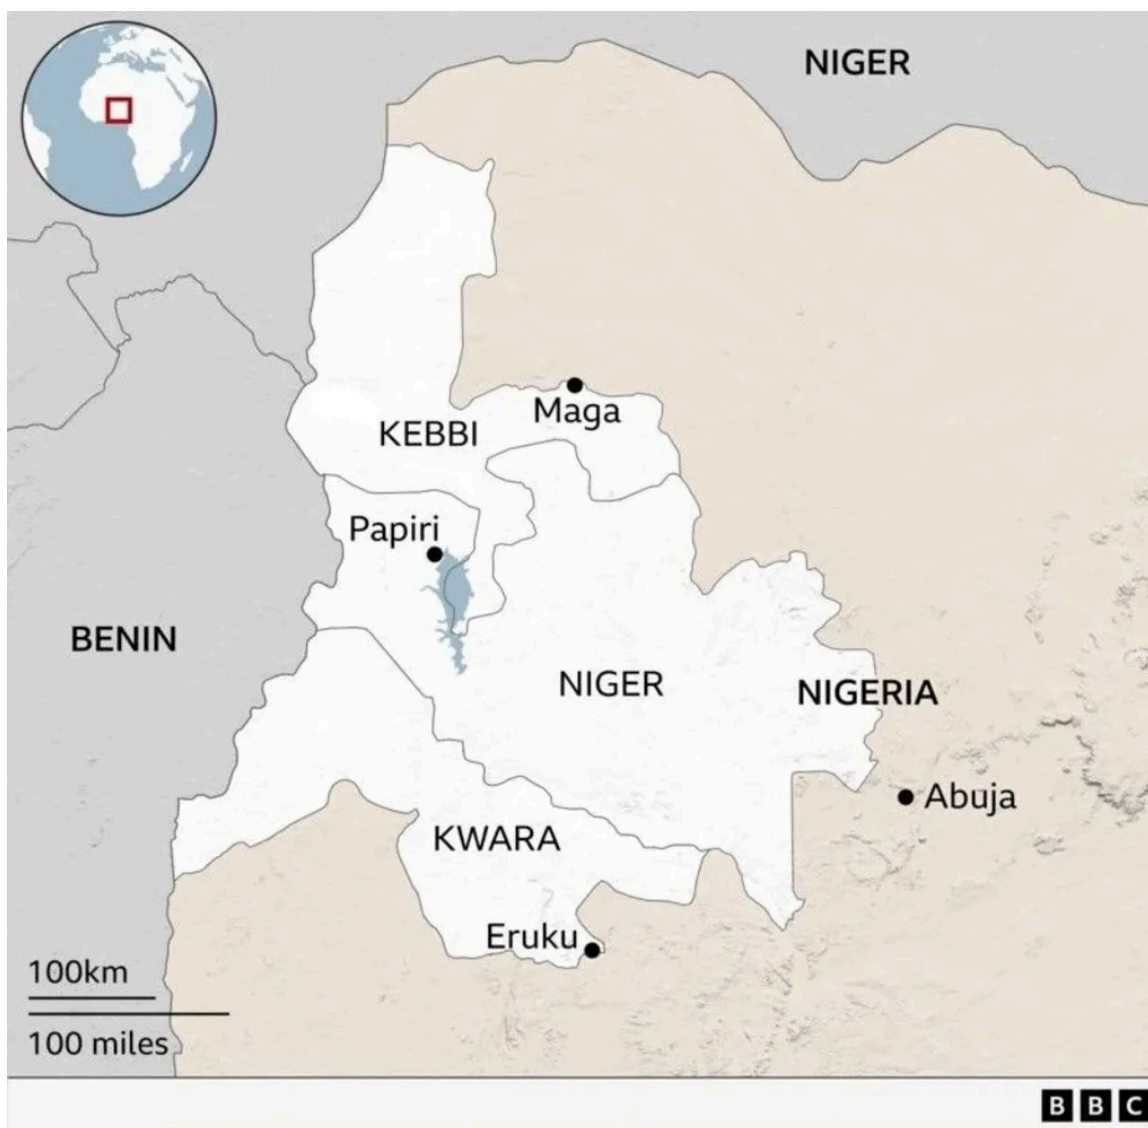 NIGER
Maga
KEBBI
Papiri
BENIN
NIGER
NIGERIA
Abuja
KWARA
Eruku
100km
100 miles
BBC